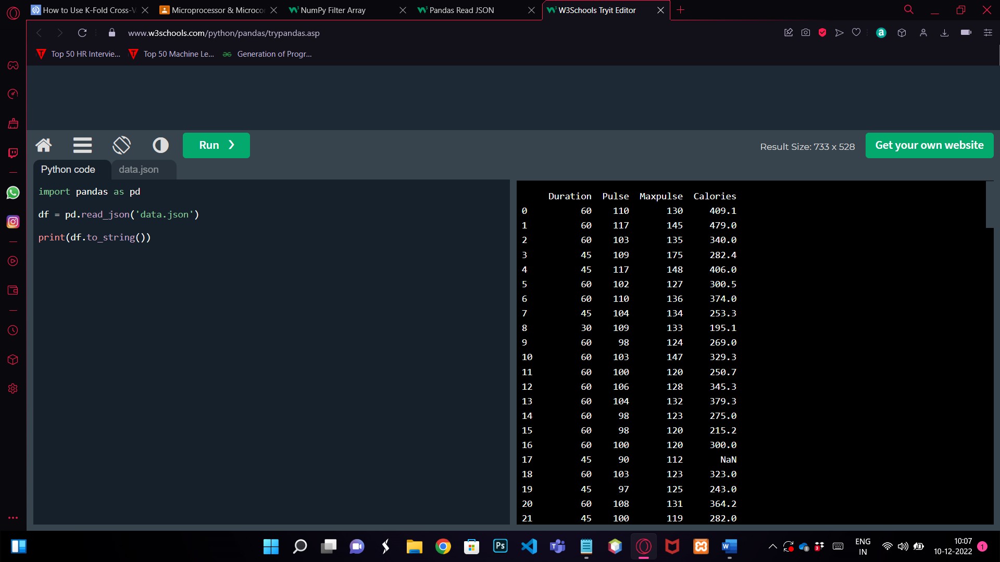 How to Use K-Fold Cross-V
Microprocessor & Microcor
NumPy Filter Array
Pandas Read JSON
W3Schools Tryit Editor
www.w3schools.com/python/pandas/trypandas.asp
Top 50 HR Intervie...
Top 50 Machine Le...
Generation of Progr...
Run ❯
Result Size: 733 x 528
Get your own website
Python code
data.json
import pandas as pd
df = pd.read_json('data.json')
print(df.to_string())
Duration Pulse Maxpulse Calories
0 60 110 130 409.1
1 60 117 145 479.0
2 60 103 135 340.0
3 45 109 175 282.4
4 45 117 148 406.0
5 60 102 127 300.5
6 60 110 136 374.0
7 45 104 134 253.3
8 30 109 133 195.1
9 60 98 124 269.0
10 60 103 147 329.3
11 60 100 120 250.7
12 60 106 128 345.3
13 60 104 132 379.3
14 60 98 123 275.0
15 60 98 120 215.2
16 60 100 120 300.0
17 45 90 112 NaN
18 60 103 123 323.0
19 45 97 125 243.0
20 60 108 131 364.2
21 45 100 119 282.0
Ps
ENG
IN
10:07
10-12-2022
1